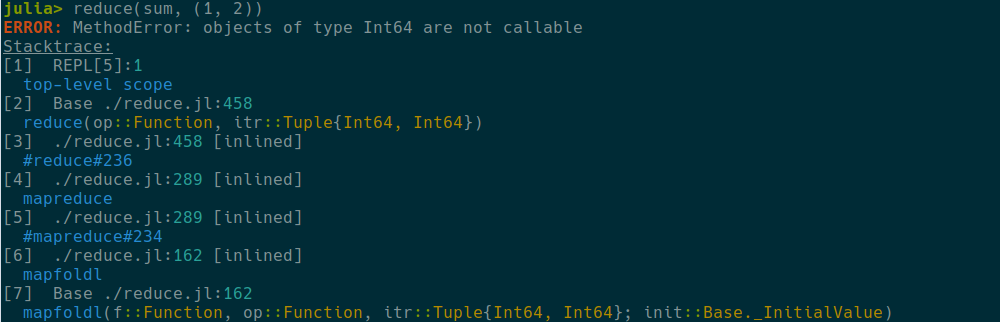 julia> reduce(sum, (1, 2))
ERROR: MethodError: objects of type Int64 are not callable
Stacktrace:
[1]  REPL[5]:1
  top-level scope
[2]  Base ./reduce.jl:458
  reduce(op::Function, itr::Tuple{Int64, Int64})
[3]  ./reduce.jl:458 [inlined]
  #reduce#236
[4]  ./reduce.jl:289 [inlined]
  mapreduce
[5]  ./reduce.jl:289 [inlined]
  #mapreduce#234
[6]  ./reduce.jl:162 [inlined]
  mapfoldl
[7]  Base ./reduce.jl:162
  mapfoldl(f::Function, op::Function, itr::Tuple{Int64, Int64}; init::Base._InitialValue)